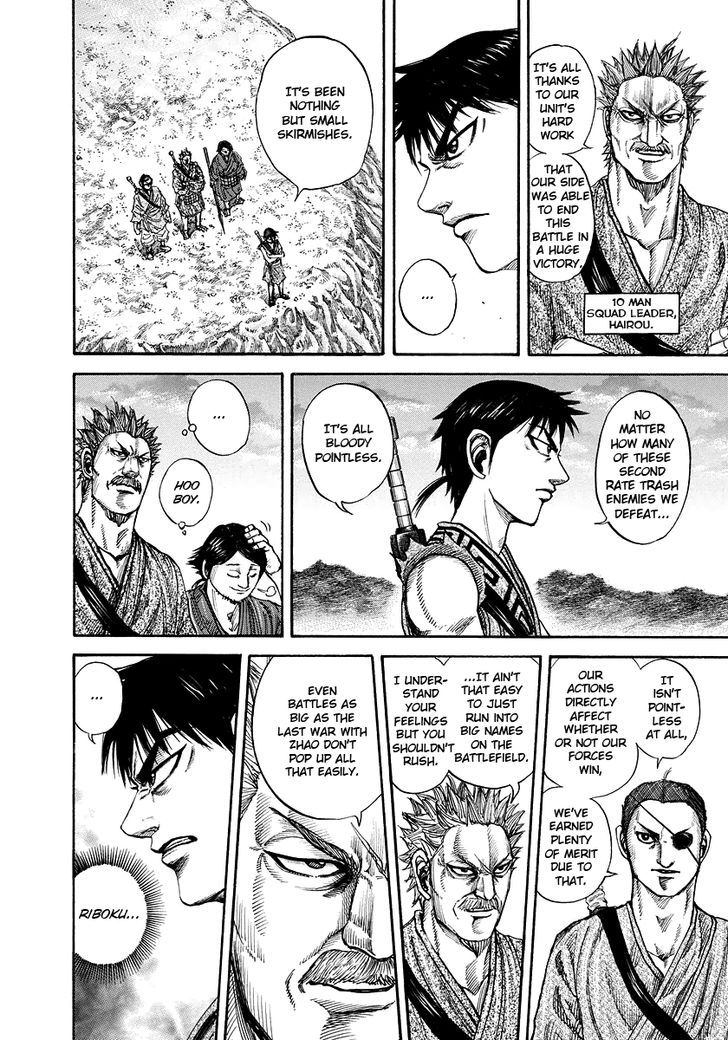 IT'S ALL
THANKS
TO OUR
UNIT'S
HARD
WORK
THAT
OUR SIDE
WAS ABLE
TO END
THIS
BATTLE IN
A HUGE
VICTORY.
10 MAN
SQUAD LEADER,
HAIROU.
...
IT'S BEEN
NOTHING
BUT SMALL
SKIRMISHES.
NO
MATTER
HOW MANY
OF THESE
SECOND
RATE TRASH
ENEMIES WE
DEFEAT...
IT'S ALL
BLOODY
POINTLESS.
...
HOO
BOY.
IT
ISN'T
POINT-
LESS AT
ALL,
OUR
ACTIONS
DIRECTLY
AFFECT
WHETHER
OR NOT OUR
FORCES
WIN,
WE'VE
EARNED
PLENTY
OF MERIT
DUE TO
THAT.
...IT AIN'T
THAT EASY
TO JUST
RUN INTO
BIG NAMES
ON THE
BATTLEFIELD.
I UNDER-
STAND
YOUR
FEELINGS
BUT YOU
SHOULDN'T
RUSH.
EVEN
BATTLES AS
BIG AS THE
LAST WAR
WITH
ZHAO DON'T
POP UP ALL
THAT EASILY.
...
RIBOKU...